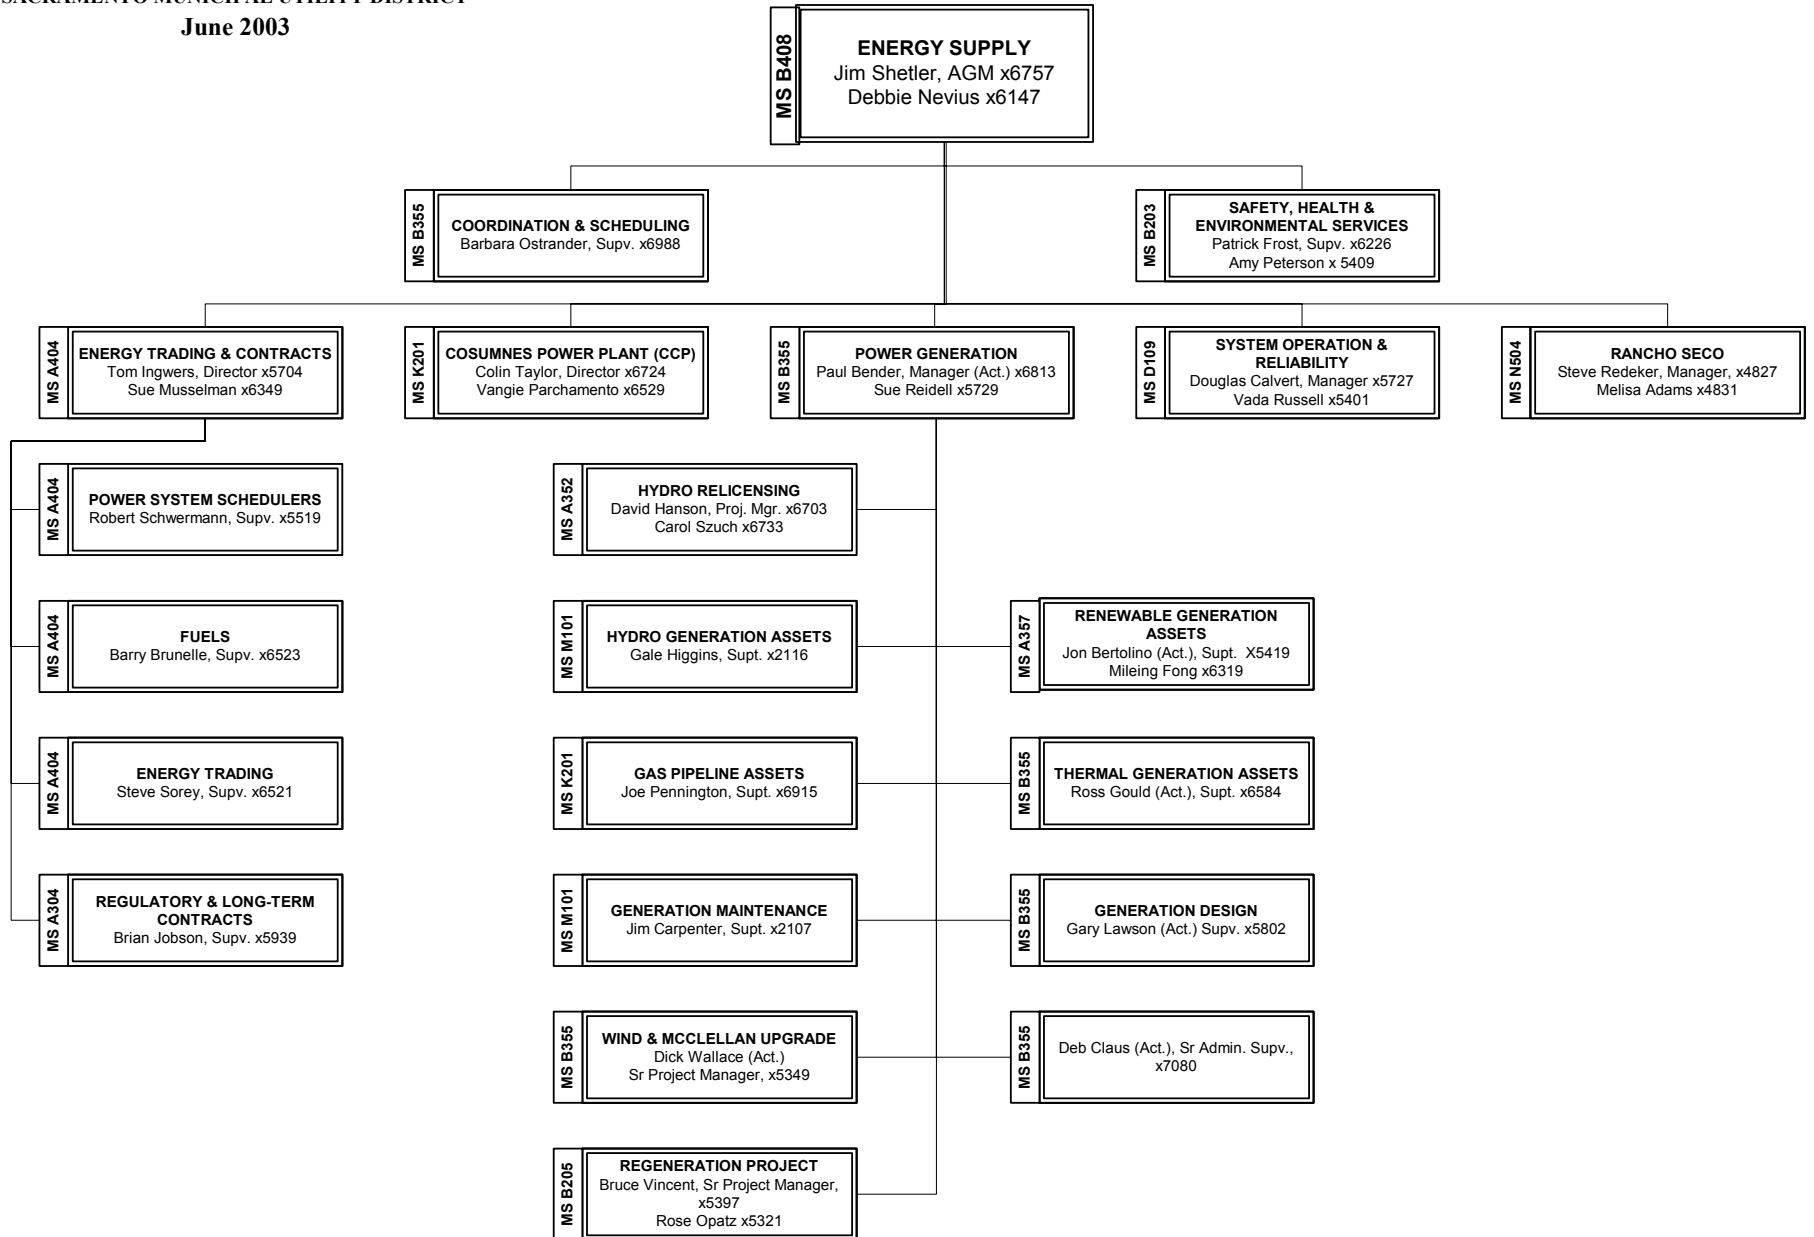 SACRAMENTO MUNICIPAL UTILITY DISTRICT
June 2003
MS B408
ENERGY SUPPLY
Jim Shetler, AGM x6757
Debbie Nevius x6147
MS B355
COORDINATION & SCHEDULING
Barbara Ostrander, Supv. x6988
MS B203
SAFETY, HEALTH &
ENVIRONMENTAL SERVICES
Patrick Frost, Supv. x6226
Amy Peterson x 5409
MS A404
ENERGY TRADING & CONTRACTS
Tom Ingwers, Director x5704
Sue Musselman x6349
MS K201
COSUMNES POWER PLANT (CCP)
Colin Taylor, Director x6724
Vangie Parchamento x6529
MS B355
POWER GENERATION
Paul Bender, Manager (Act.) x6813
Sue Reidell x5729
MS D109
SYSTEM OPERATION &
RELIABILITY
Douglas Calvert, Manager x5727
Vada Russell x5401
MS N504
RANCHO SECO
Steve Redeker, Manager, x4827
Melisa Adams x4831
MS A404
POWER SYSTEM SCHEDULERS
Robert Schwermann, Supv. x5519
MS A352
HYDRO RELICENSING
David Hanson, Proj. Mgr. x6703
Carol Szuch x6733
MS A404
FUELS
Barry Brunelle, Supv. x6523
MS M101
HYDRO GENERATION ASSETS
Gale Higgins, Supt. x2116
MS A357
RENEWABLE GENERATION
ASSETS
Jon Bertolino (Act.), Supt. X5419
Mileing Fong x6319
MS A404
ENERGY TRADING
Steve Sorey, Supv. x6521
MS K201
GAS PIPELINE ASSETS
Joe Pennington, Supt. x6915
MS B355
THERMAL GENERATION ASSETS
Ross Gould (Act.), Supt. x6584
MS A304
REGULATORY & LONG-TERM
CONTRACTS
Brian Jobson, Supv. x5939
MS M101
GENERATION MAINTENANCE
Jim Carpenter, Supt. x2107
MS B355
GENERATION DESIGN
Gary Lawson (Act.) Supv. x5802
MS B355
WIND & MCCLELLAN UPGRADE
Dick Wallace (Act.)
Sr Project Manager, x5349
MS B355
Deb Claus (Act.), Sr Admin. Supv.,
x7080
MS B205
REGENERATION PROJECT
Bruce Vincent, Sr Project Manager,
x5397
Rose Opatz x5321